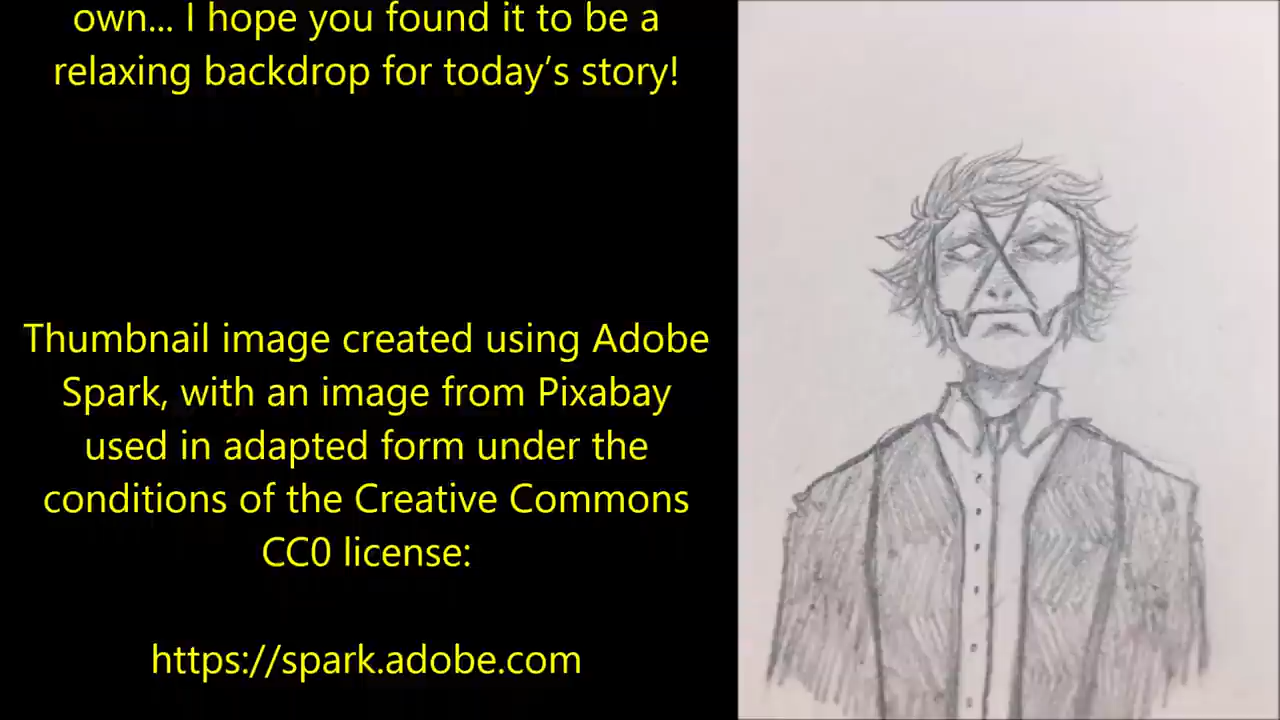 own... I hope you found it to be a
relaxing backdrop for today’s story!
Thumbnail image created using Adobe
Spark, with an image from Pixabay
used in adapted form under the
conditions of the Creative Commons
CC0 license:
https://spark.adobe.com